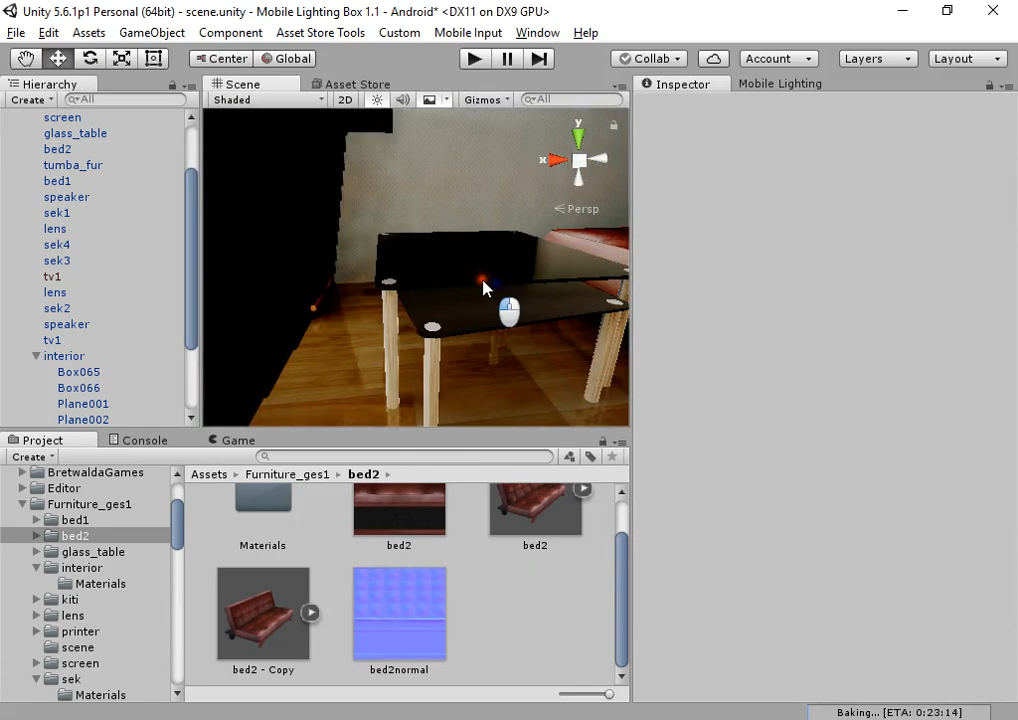 Unity 5.6.1p1 Personal (64bit) - scene.unity - Mobile Lighting Box 1.1 - Android* <DX11 on DX9 GPU>
File Edit Assets GameObject Component Asset Store Tools Custom Mobile Input Window Help
Center Global Collab Account Layers Layout
Hierarchy Scene Asset Store Inspector Mobile Lighting
Create All Shaded 2D Gizmos All
screen
glass_table
bed2
tumba_fur
bed1
speaker
sek1
lens
sek4
sek3
tv1
lens
sek2
speaker
tv1
interior
Box065
Box066
Plane001
Plane002
y
x
Persp
Project Console Game
Create
BretwaldaGames
Editor
Furniture_ges1
bed1
bed2
glass_table
interior
Materials
kiti
lens
printer
scene
screen
sek
Materials
Assets Furniture_ges1 bed2
Materials bed2 bed2
bed2 - Copy bed2normal
Baking... [ETA: 0:23:14]